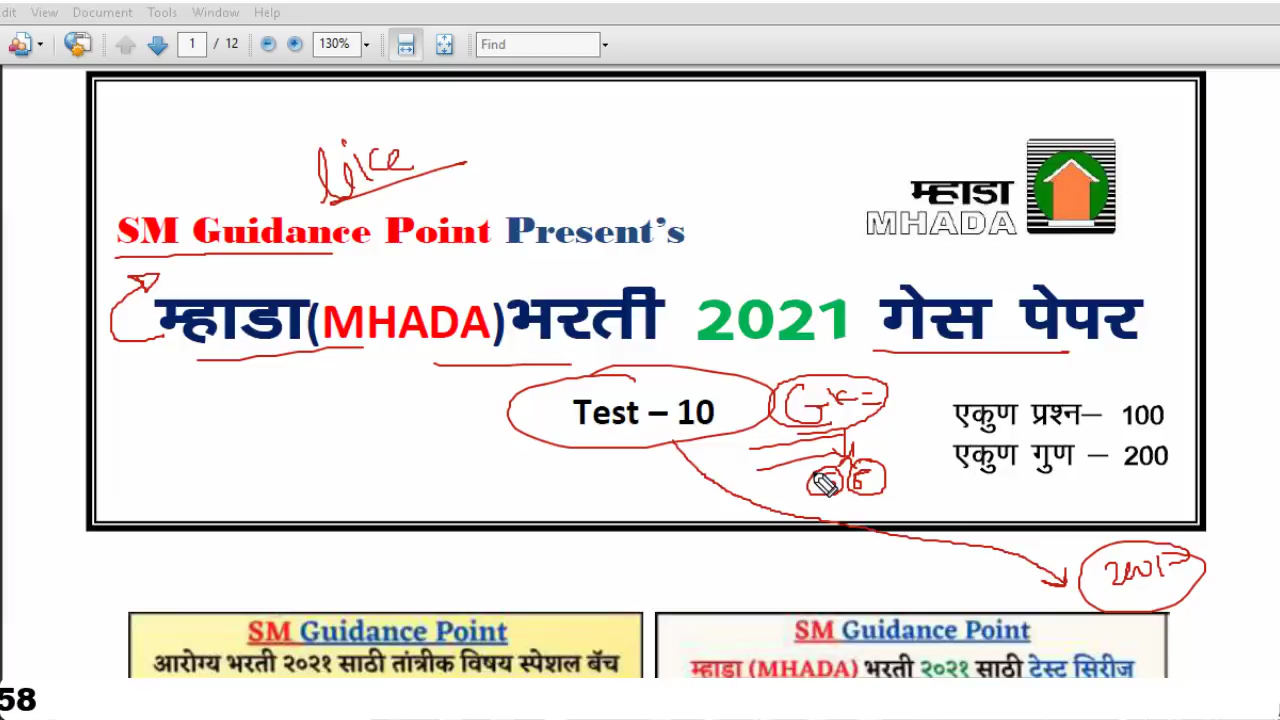 Edit View Document Tools Window Help
1 / 12 130% Find
like
म्हाडा
MHADA
SM Guidance Point Present's
म्हाडा(MHADA)भरती 2021 गेस पेपर
Test – 10
एकुण प्रश्न– 100
एकुण गुण – 200
SM Guidance Point
आरोग्य भरती २०२१ साठी तांत्रीक विषय स्पेशल बॅच
SM Guidance Point
म्हाडा (MHADA) भरती २०२१ साठी टेस्ट सिरीज
58